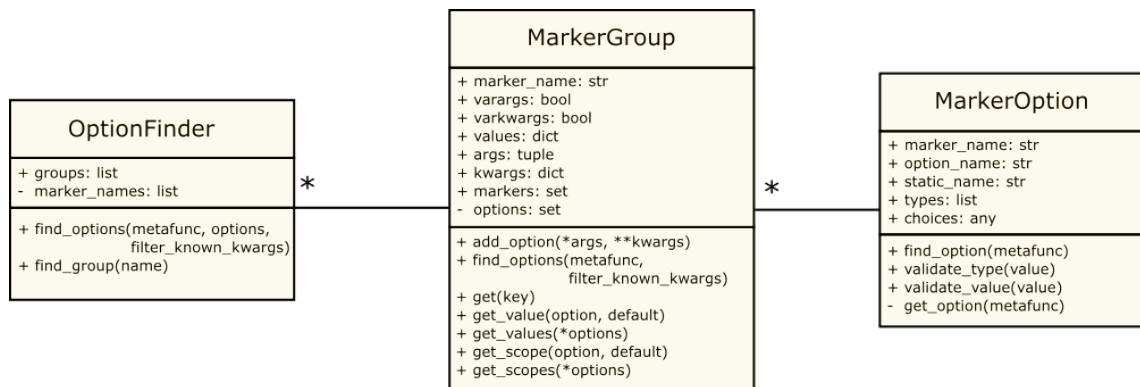 OptionFinder
+ groups: list
- marker_names: list
+ find_options(metafunc, options,
filter_known_kwargs)
+ find_group(name)
*
MarkerGroup
+ marker_name: str
+ varargs: bool
+ varkwargs: bool
+ values: dict
+ args: tuple
+ kwargs: dict
+ markers: set
- options: set
+ add_option(*args, **kwargs)
+ find_options(metafunc,
filter_known_kwargs)
+ get(key)
+ get_value(option, default)
+ get_values(*options)
+ get_scope(option, default)
+ get_scopes(*options)
*
MarkerOption
+ marker_name: str
+ option_name: str
+ static_name: str
+ types: list
+ choices: any
+ find_option(metafunc)
+ validate_type(value)
+ validate_value(value)
- get_option(metafunc)